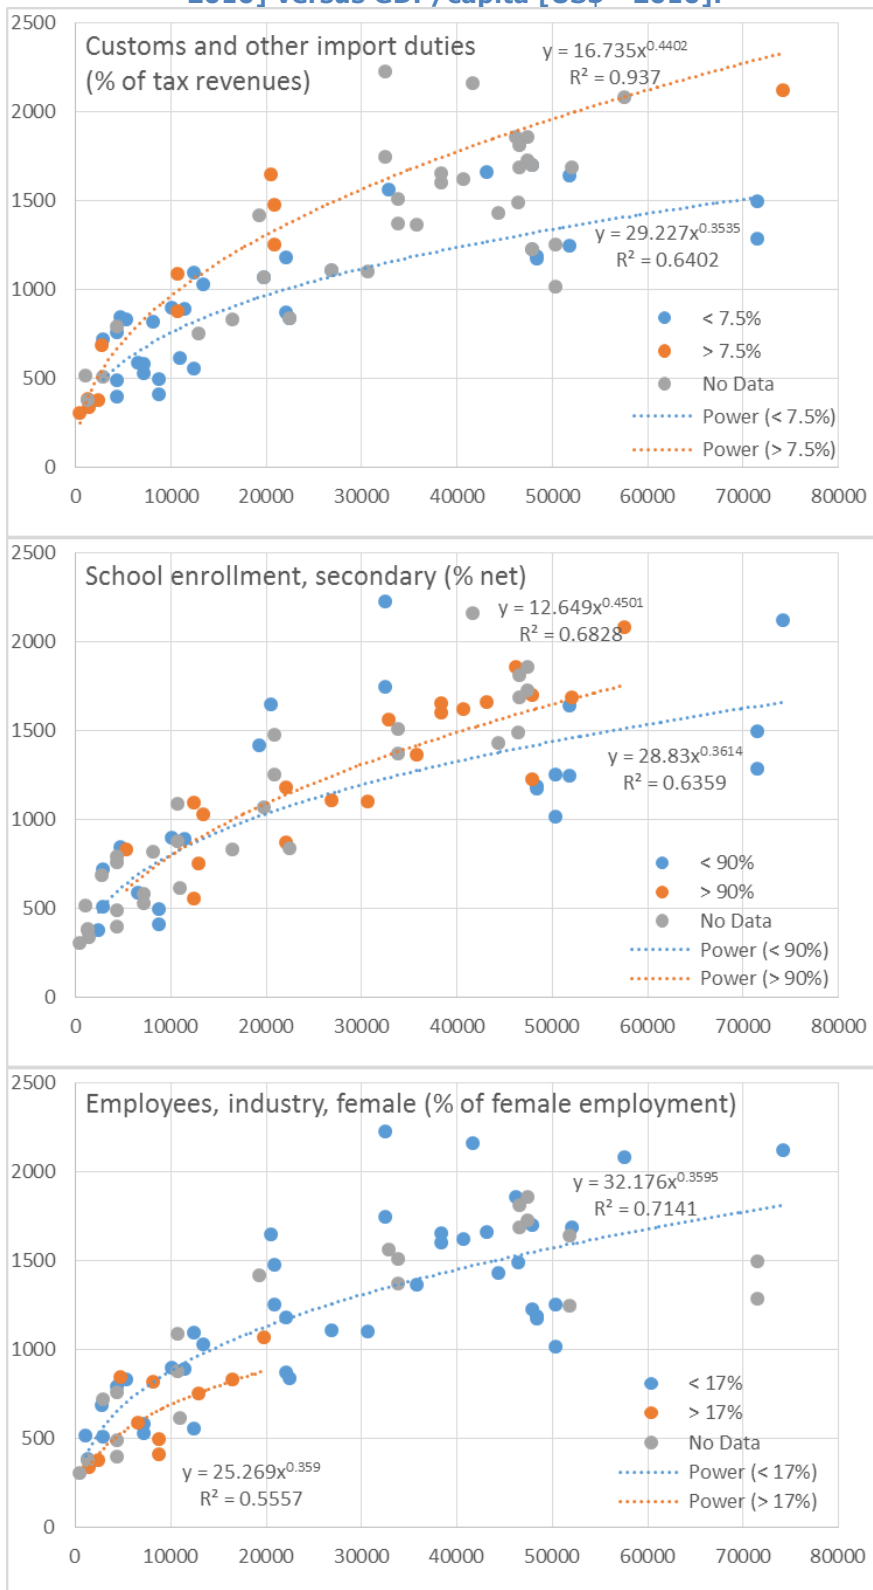 2010] versus GDP/capita [US$ - 2010].
2500
2000
1500
1000
500
0
Customs and other import duties
(% of tax revenues)
y = 16.735x^0.4402
R² = 0.937
y = 29.227x^0.3535
R² = 0.6402
< 7.5%
> 7.5%
No Data
Power (< 7.5%)
Power (> 7.5%)
0 10000 20000 30000 40000 50000 60000 70000 80000
2500
2000
1500
1000
500
0
School enrollment, secondary (% net)
y = 12.649x^0.4501
R² = 0.6828
y = 28.83x^0.3614
R² = 0.6359
< 90%
> 90%
No Data
Power (< 90%)
Power (> 90%)
0 10000 20000 30000 40000 50000 60000 70000 80000
2500
2000
1500
1000
500
0
Employees, industry, female (% of female employment)
y = 32.176x^0.3595
R² = 0.7141
y = 25.269x^0.359
R² = 0.5557
< 17%
> 17%
No Data
Power (< 17%)
Power (> 17%)
0 10000 20000 30000 40000 50000 60000 70000 80000